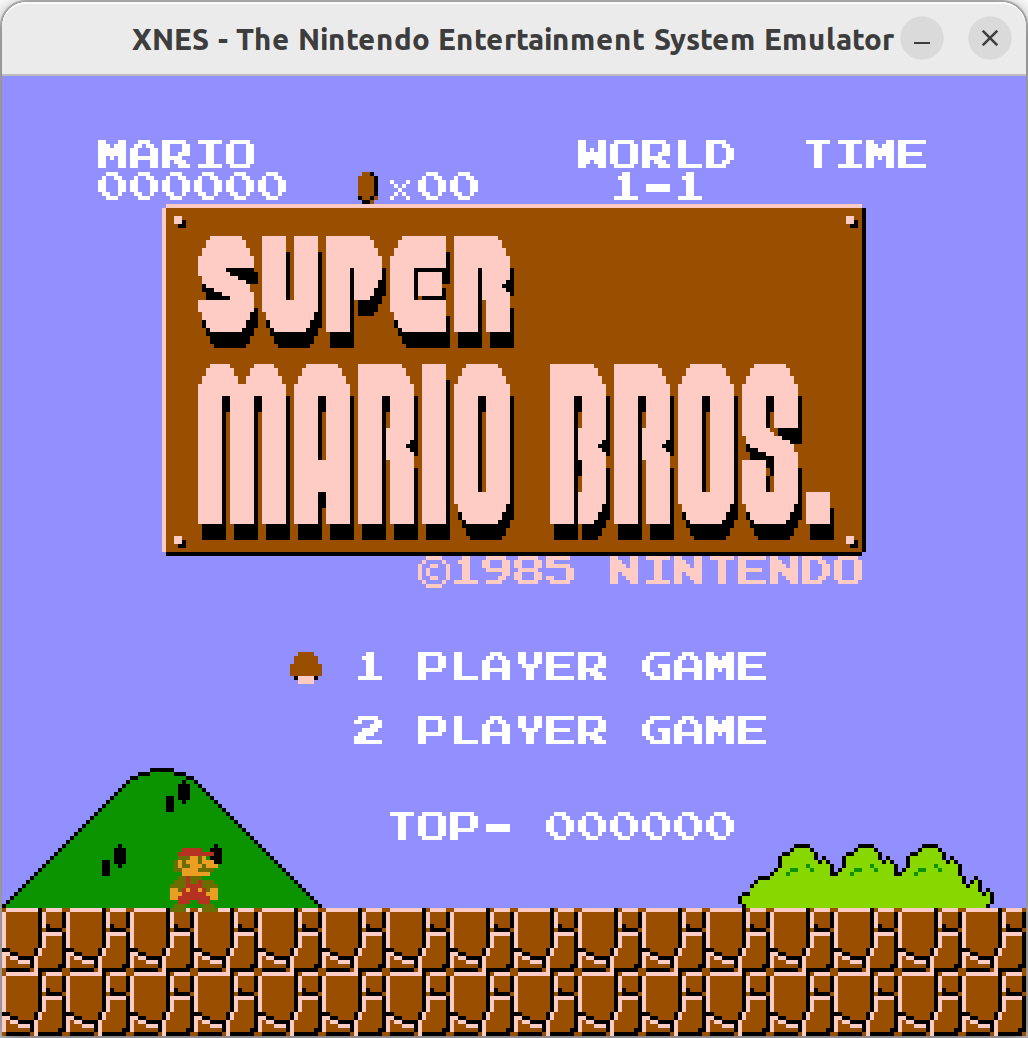 XNES - The Nintendo Entertainment System Emulator
MARIO WORLD TIME
000000 x00 1-1
SUPER
MARIO BROS.
©1985 NINTENDO
1 PLAYER GAME
2 PLAYER GAME
TOP- 000000